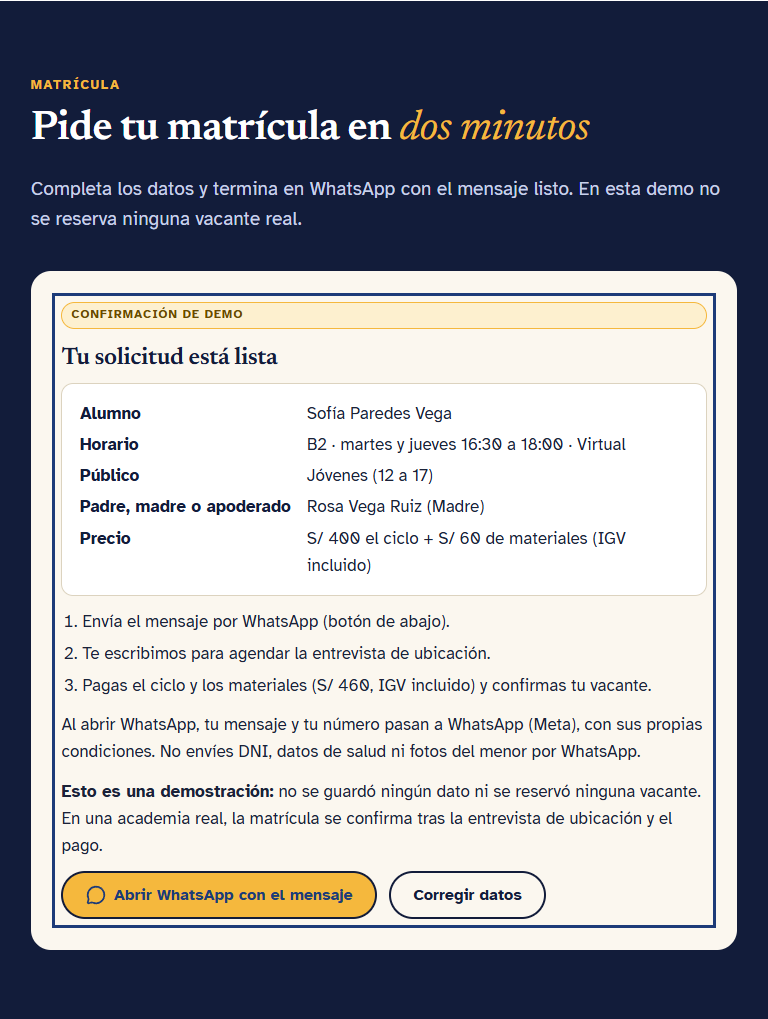 MATRÍCULA
Pide tu matrícula en dos minutos
Completa los datos y termina en WhatsApp con el mensaje listo. En esta demo no
se reserva ninguna vacante real.
CONFIRMACIÓN DE DEMO
Tu solicitud está lista
Alumno Sofía Paredes Vega
Horario B2 · martes y jueves 16:30 a 18:00 · Virtual
Público Jóvenes (12 a 17)
Padre, madre o apoderado Rosa Vega Ruiz (Madre)
Precio S/ 400 el ciclo + S/ 60 de materiales (IGV
incluido)
1. Envía el mensaje por WhatsApp (botón de abajo).
2. Te escribimos para agendar la entrevista de ubicación.
3. Pagas el ciclo y los materiales (S/ 460, IGV incluido) y confirmas tu vacante.
Al abrir WhatsApp, tu mensaje y tu número pasan a WhatsApp (Meta), con sus propias
condiciones. No envíes DNI, datos de salud ni fotos del menor por WhatsApp.
Esto es una demostración: no se guardó ningún dato ni se reservó ninguna vacante.
En una academia real, la matrícula se confirma tras la entrevista de ubicación y el
pago.
Abrir WhatsApp con el mensaje Corregir datos